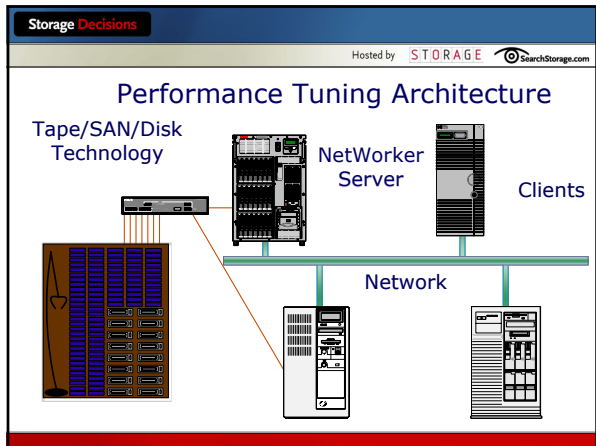 Storage Decisions
Hosted by STORAGE SearchStorage.com
Performance Tuning Architecture
Tape/SAN/Disk
Technology
NetWorker
Server
Clients
Network